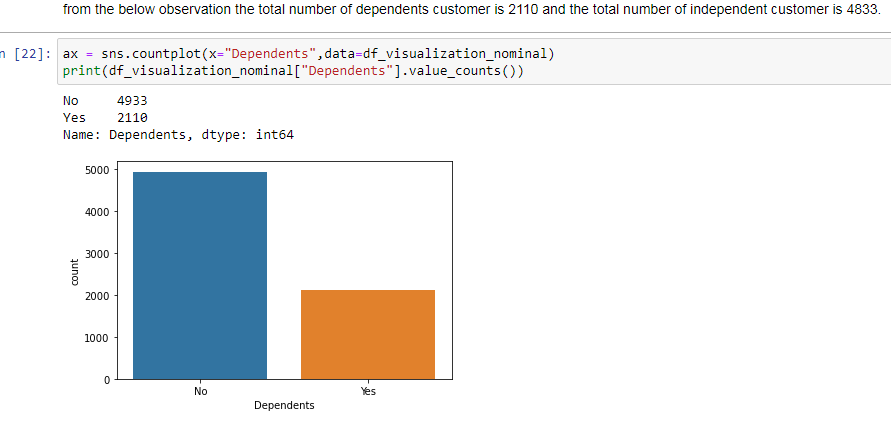 from the below observation the total number of dependents customer is 2110 and the total number of independent customer is 4833.
n [22]: ax = sns.countplot(x="Dependents",data=df_visualization_nominal)
print(df_visualization_nominal["Dependents"].value_counts())
No 4933
Yes 2110
Name: Dependents, dtype: int64
5000
4000
3000
2000
1000
0
count
No Yes
Dependents